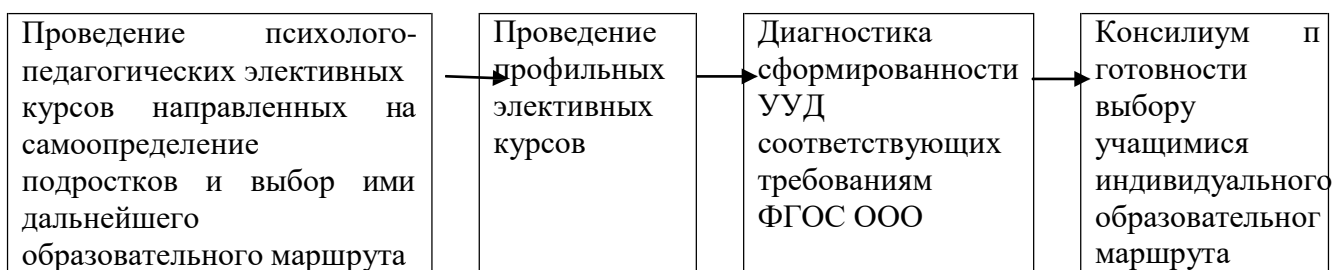 Проведение психолого-
педагогических элективных
курсов направленных на
самоопределение
подростков и выбор ими
дальнейшего
образовательного маршрута
Проведение
профильных
элективных
курсов
Диагностика
сформированности
УУД
соответствующих
требованиям
ФГОС ООО
Консилиум п
готовности
выбору
учащимися
индивидуального
образовательног
маршрута